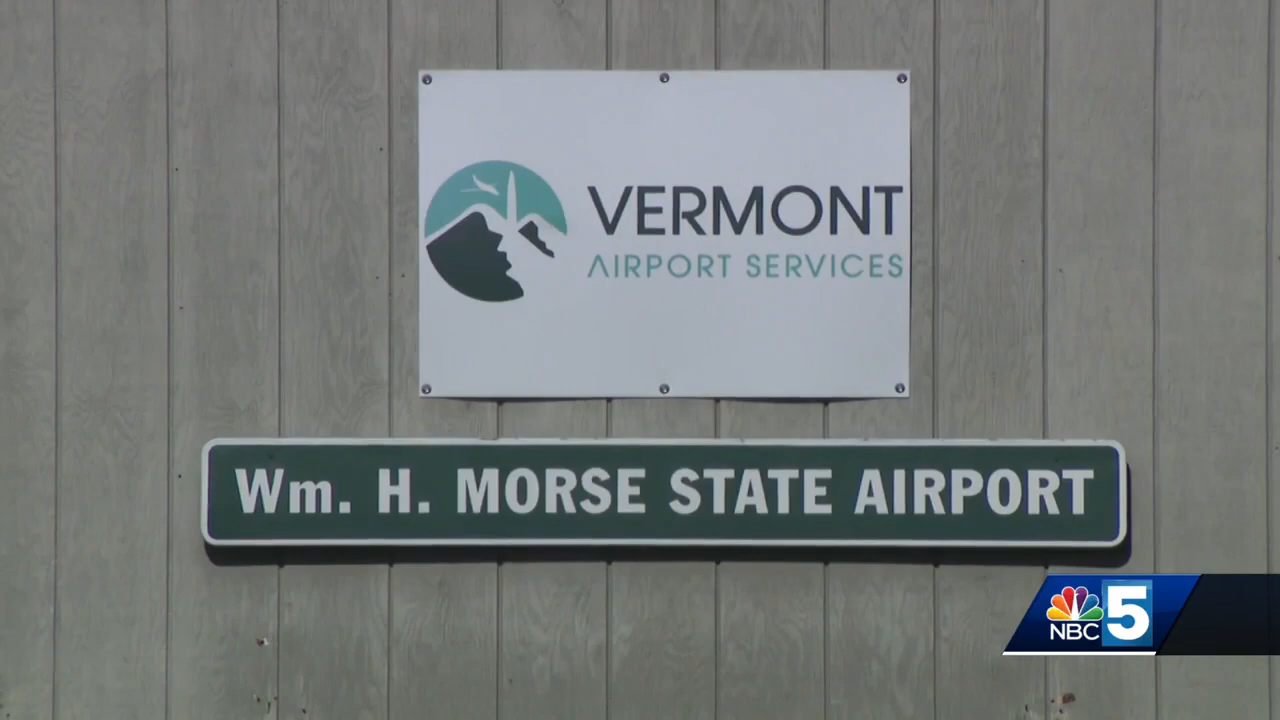 VERMONT
AIRPORT SERVICES
Wm. H. MORSE STATE AIRPORT
NBC 5